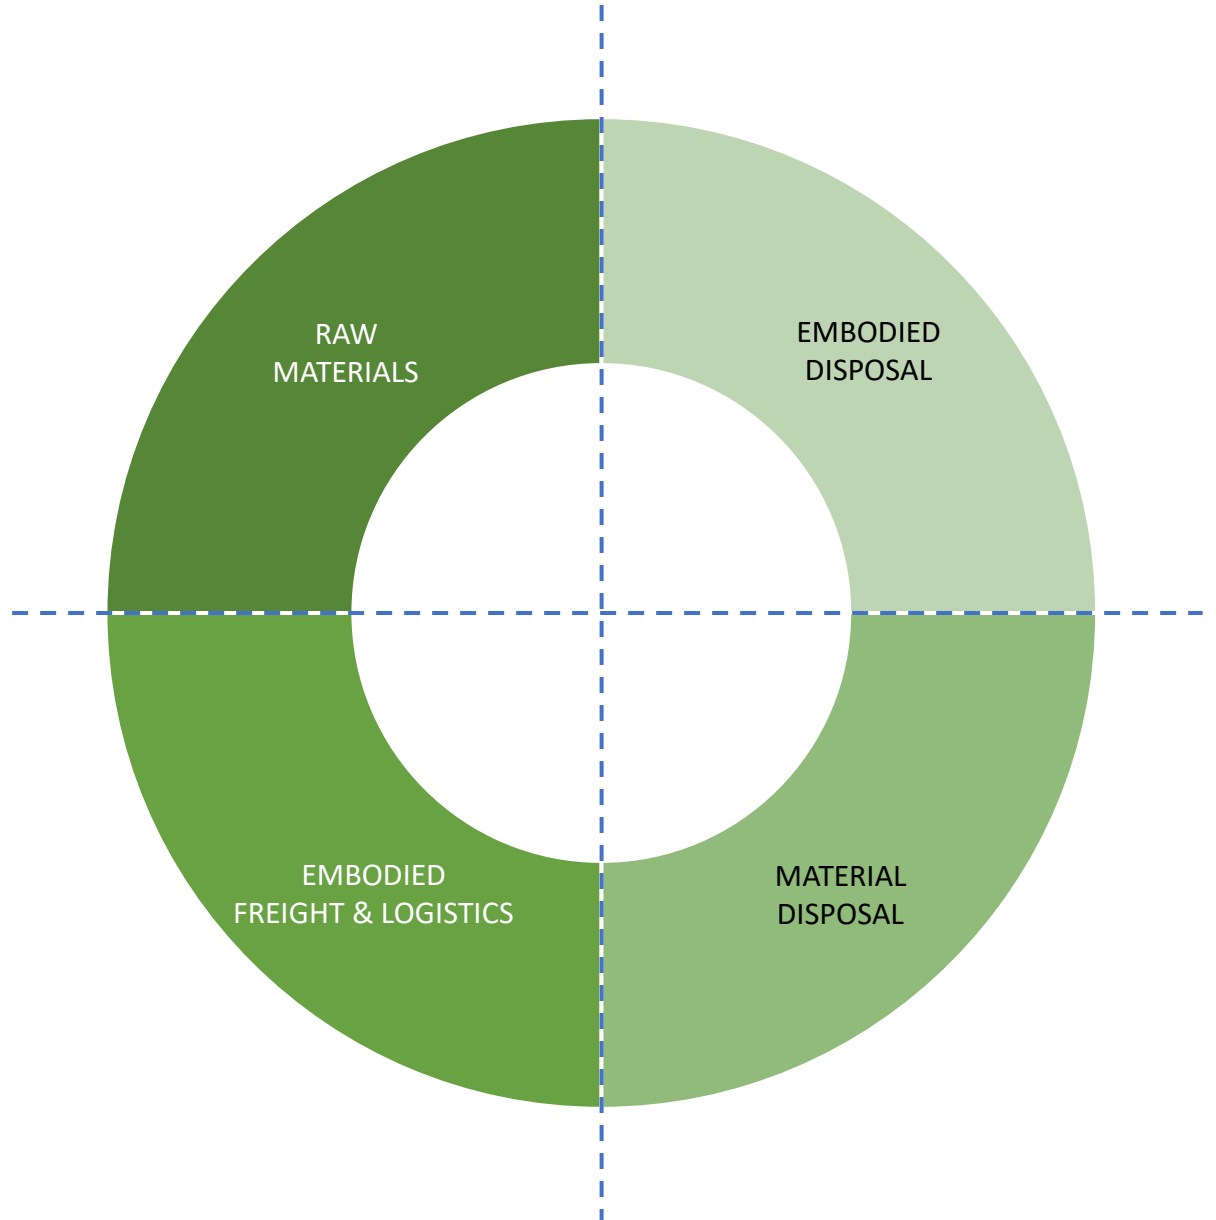 RAW
MATERIALS
EMBODIED
DISPOSAL
EMBODIED
FREIGHT & LOGISTICS
MATERIAL
DISPOSAL